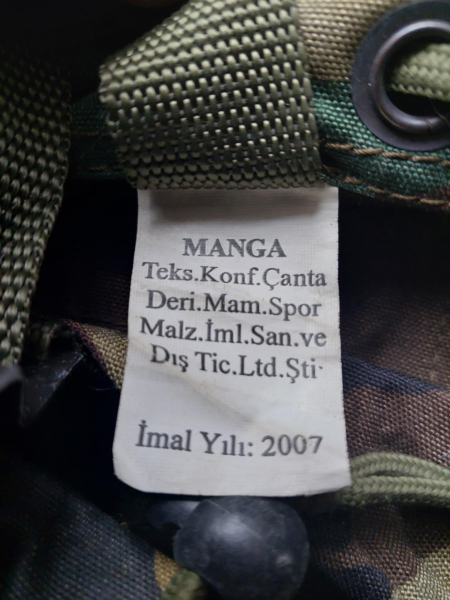 MANGA
Teks.Konf.Çanta
Deri.Mam.Spor
Malz.İml.San.ve
Dış Tic.Ltd.Şti.
İmal Yılı: 2007